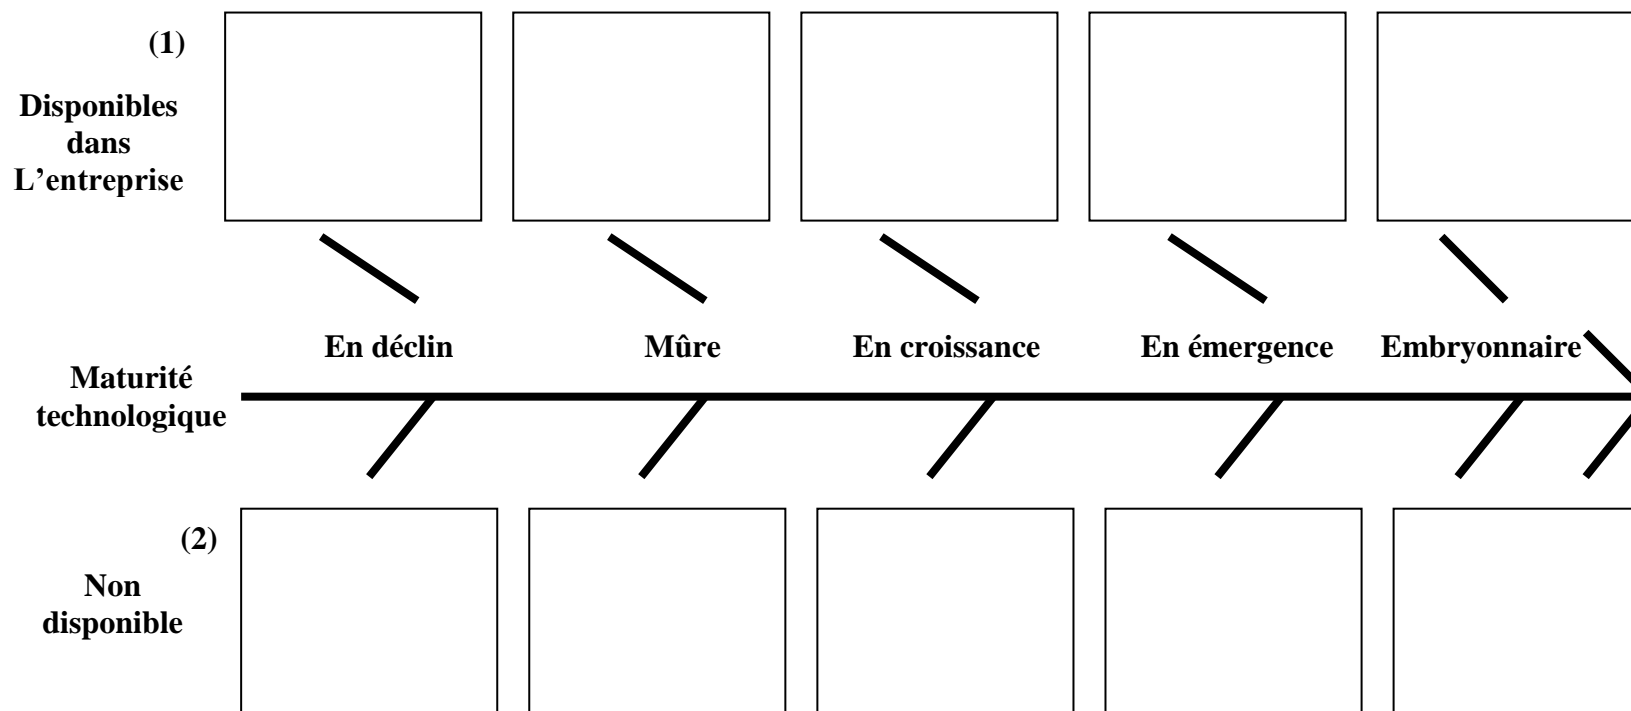 (1)
Disponibles
dans
L’entreprise
En déclin
Mûre
En croissance
En émergence
Embryonnaire
Maturité
technologique
(2)
Non
disponible